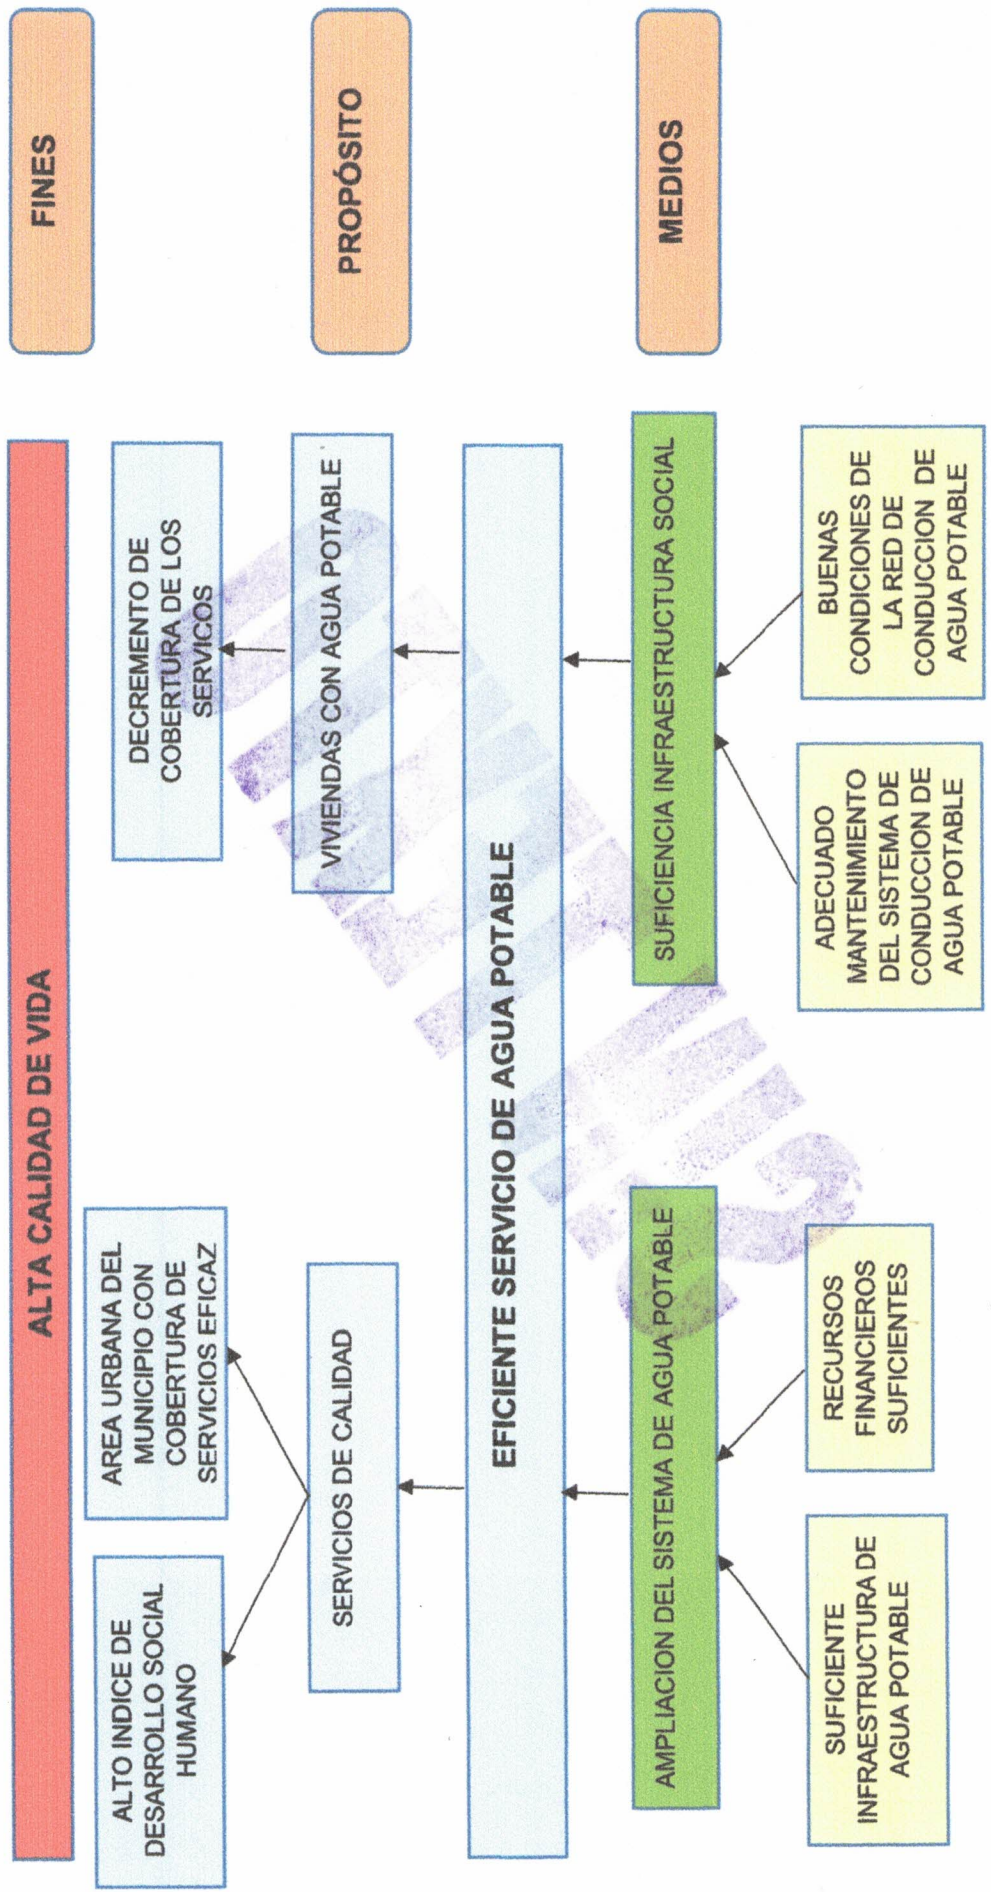 ALTA CALIDAD DE VIDA
FINES
ALTO INDICE DE
DESARROLLO SOCIAL
HUMANO
AREA URBANA DEL
MUNICIPIO CON
COBERTURA DE
SERVICIOS EFICAZ
DECREMENTO DE
COBERTURA DE LOS
SERVICOS
SERVICIOS DE CALIDAD
VIVIENDAS CON AGUA POTABLE
PROPÓSITO
EFICIENTE SERVICIO DE AGUA POTABLE
AMPLIACION DEL SISTEMA DE AGUA POTABLE
SUFICIENCIA INFRAESTRUCTURA SOCIAL
MEDIOS
SUFICIENTE
INFRAESTRUCTURA DE
AGUA POTABLE
RECURSOS
FINANCIEROS
SUFICIENTES
ADECUADO
MANTENIMIENTO
DEL SISTEMA DE
CONDUCCION DE
AGUA POTABLE
BUENAS
CONDICIONES DE
LA RED DE
CONDUCCION DE
AGUA POTABLE